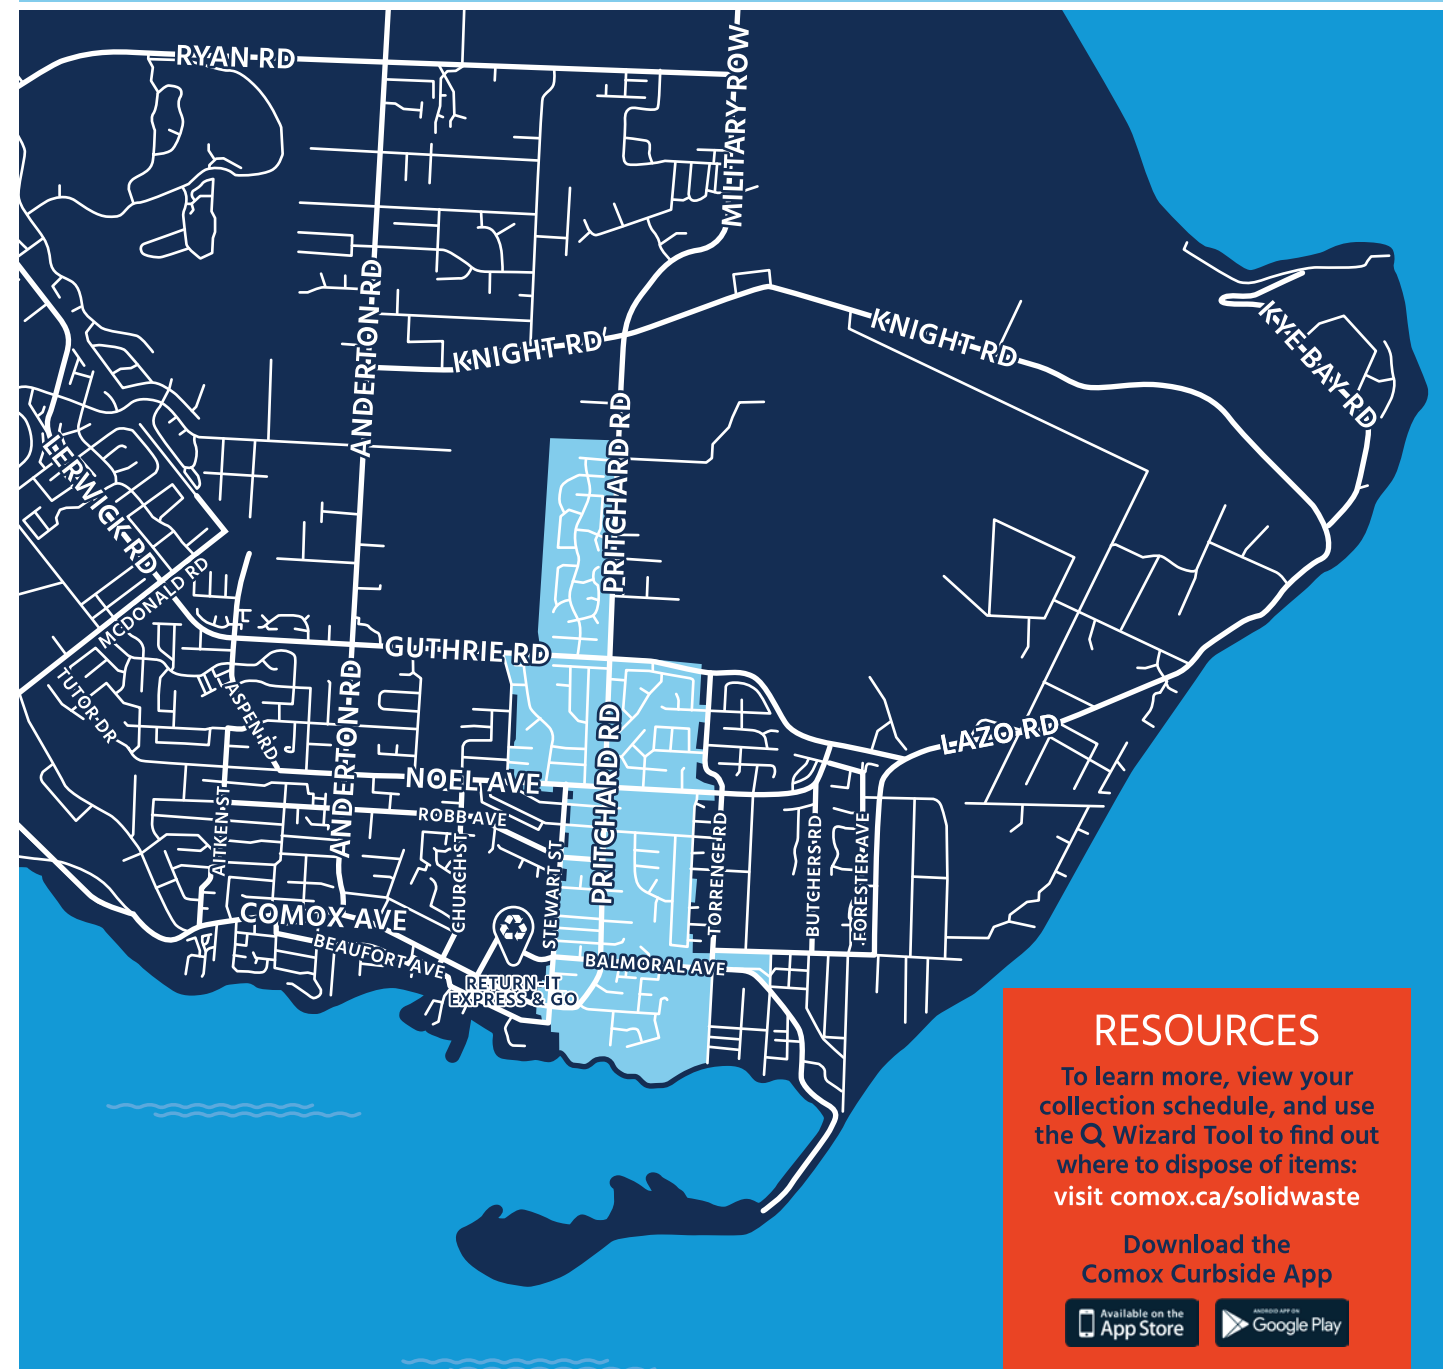 RYAN RD
MILITARY ROW
ANDERTON RD
KNIGHT RD
KNIGHT RD
KYE BAY RD
PRITCHARD RD
LERWICK RD
MCDONALD RD
GUTHRIE RD
TUTOR DR
ASPEN RD
ANDERTON RD
PRITCHARD RD
LAZO RD
NOEL AVE
ROBB AVE
AITKEN ST
CHURCH ST
STEWART ST
TORRENCE RD
BUTCHERS RD
FORESTER AVE
COMOX AVE
BEAUFORT AVE
BALMORAL AVE
RETURN-IT
EXPRESS & GO
RESOURCES
To learn more, view your
collection schedule, and use
the Wizard Tool to find out
where to dispose of items:
visit comox.ca/solidwaste
Download the
Comox Curbside App
Available on the
App Store
ANDROID APP ON
Google Play